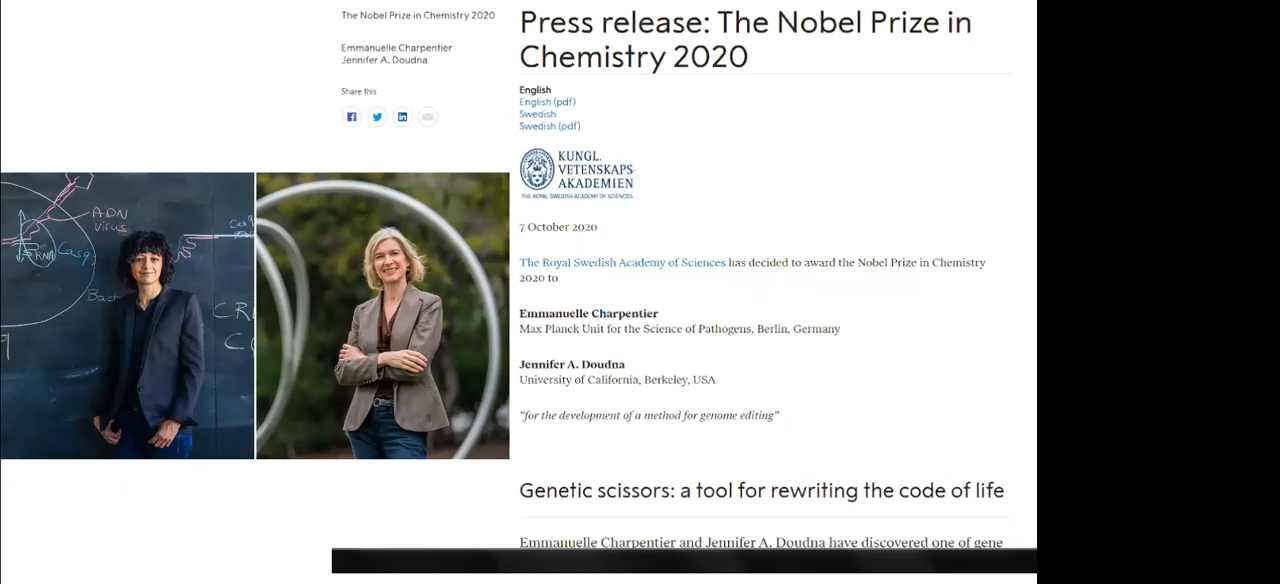 The Nobel Prize in Chemistry 2020
Emmanuelle Charpentier
Jennifer A. Doudna
Share this
Press release: The Nobel Prize in
Chemistry 2020
English
English (pdf)
Swedish
Swedish (pdf)
KUNGL.
VETENSKAPS
AKADEMIEN
THE ROYAL SWEDISH ACADEMY OF SCIENCES
7 October 2020
The Royal Swedish Academy of Sciences has decided to award the Nobel Prize in Chemistry
2020 to
Emmanuelle Charpentier
Max Planck Unit for the Science of Pathogens, Berlin, Germany
Jennifer A. Doudna
University of California, Berkeley, USA
“for the development of a method for genome editing”
Genetic scissors: a tool for rewriting the code of life
Emmanuelle Charpentier and Jennifer A. Doudna have discovered one of gene
ADN
Virus
RNA
Cas9
Bact
CR
C
Cas9